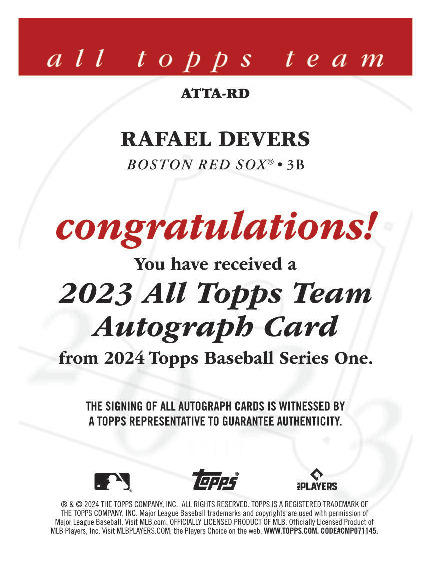 all topps team
ATTA-RD
RAFAEL DEVERS
BOSTON RED SOX® • 3B
congratulations!
You have received a
2023 All Topps Team
Autograph Card
from 2024 Topps Baseball Series One.
THE SIGNING OF ALL AUTOGRAPH CARDS IS WITNESSED BY
A TOPPS REPRESENTATIVE TO GUARANTEE AUTHENTICITY.
topps®
PLAYERS
® & © 2024 THE TOPPS COMPANY, INC. ALL RIGHTS RESERVED. TOPPS IS A REGISTERED TRADEMARK OF
THE TOPPS COMPANY, INC. Major League Baseball trademarks and copyrights are used with permission of
Major League Baseball. Visit MLB.com. OFFICIALLY LICENSED PRODUCT OF MLB. Officially Licensed Product of
MLB Players, Inc. Visit MLBPLAYERS.COM, the Players Choice on the web. WWW.TOPPS.COM. CODE#CMP071145.